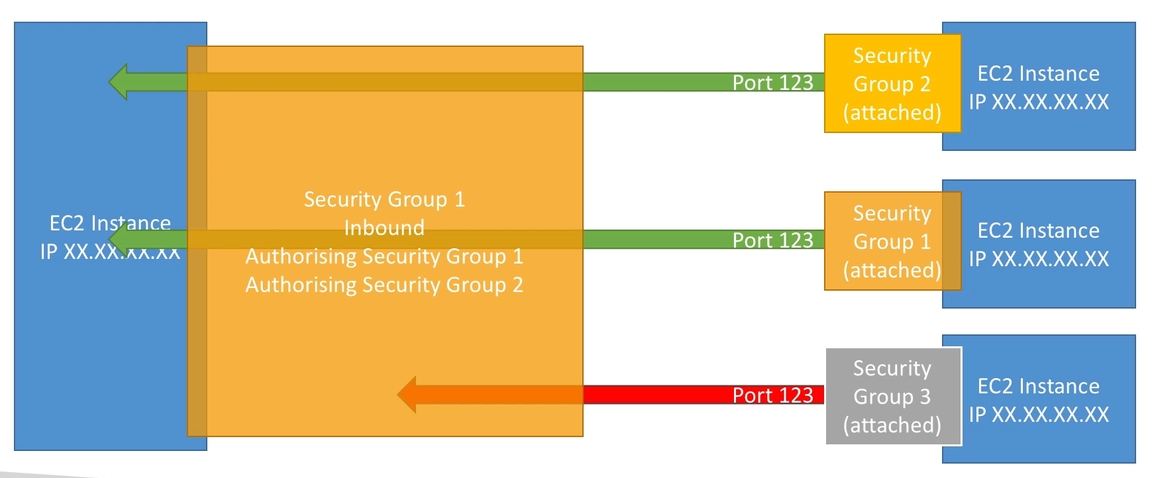 EC2 Instance
IP XX.XX.XX.XX
Security Group 1
Inbound
Authorising Security Group 1
Authorising Security Group 2
Port 123
Security
Group 2
(attached)
EC2 Instance
IP XX.XX.XX.XX
Port 123
Security
Group 1
(attached)
EC2 Instance
IP XX.XX.XX.XX
Port 123
Security
Group 3
(attached)
EC2 Instance
IP XX.XX.XX.XX